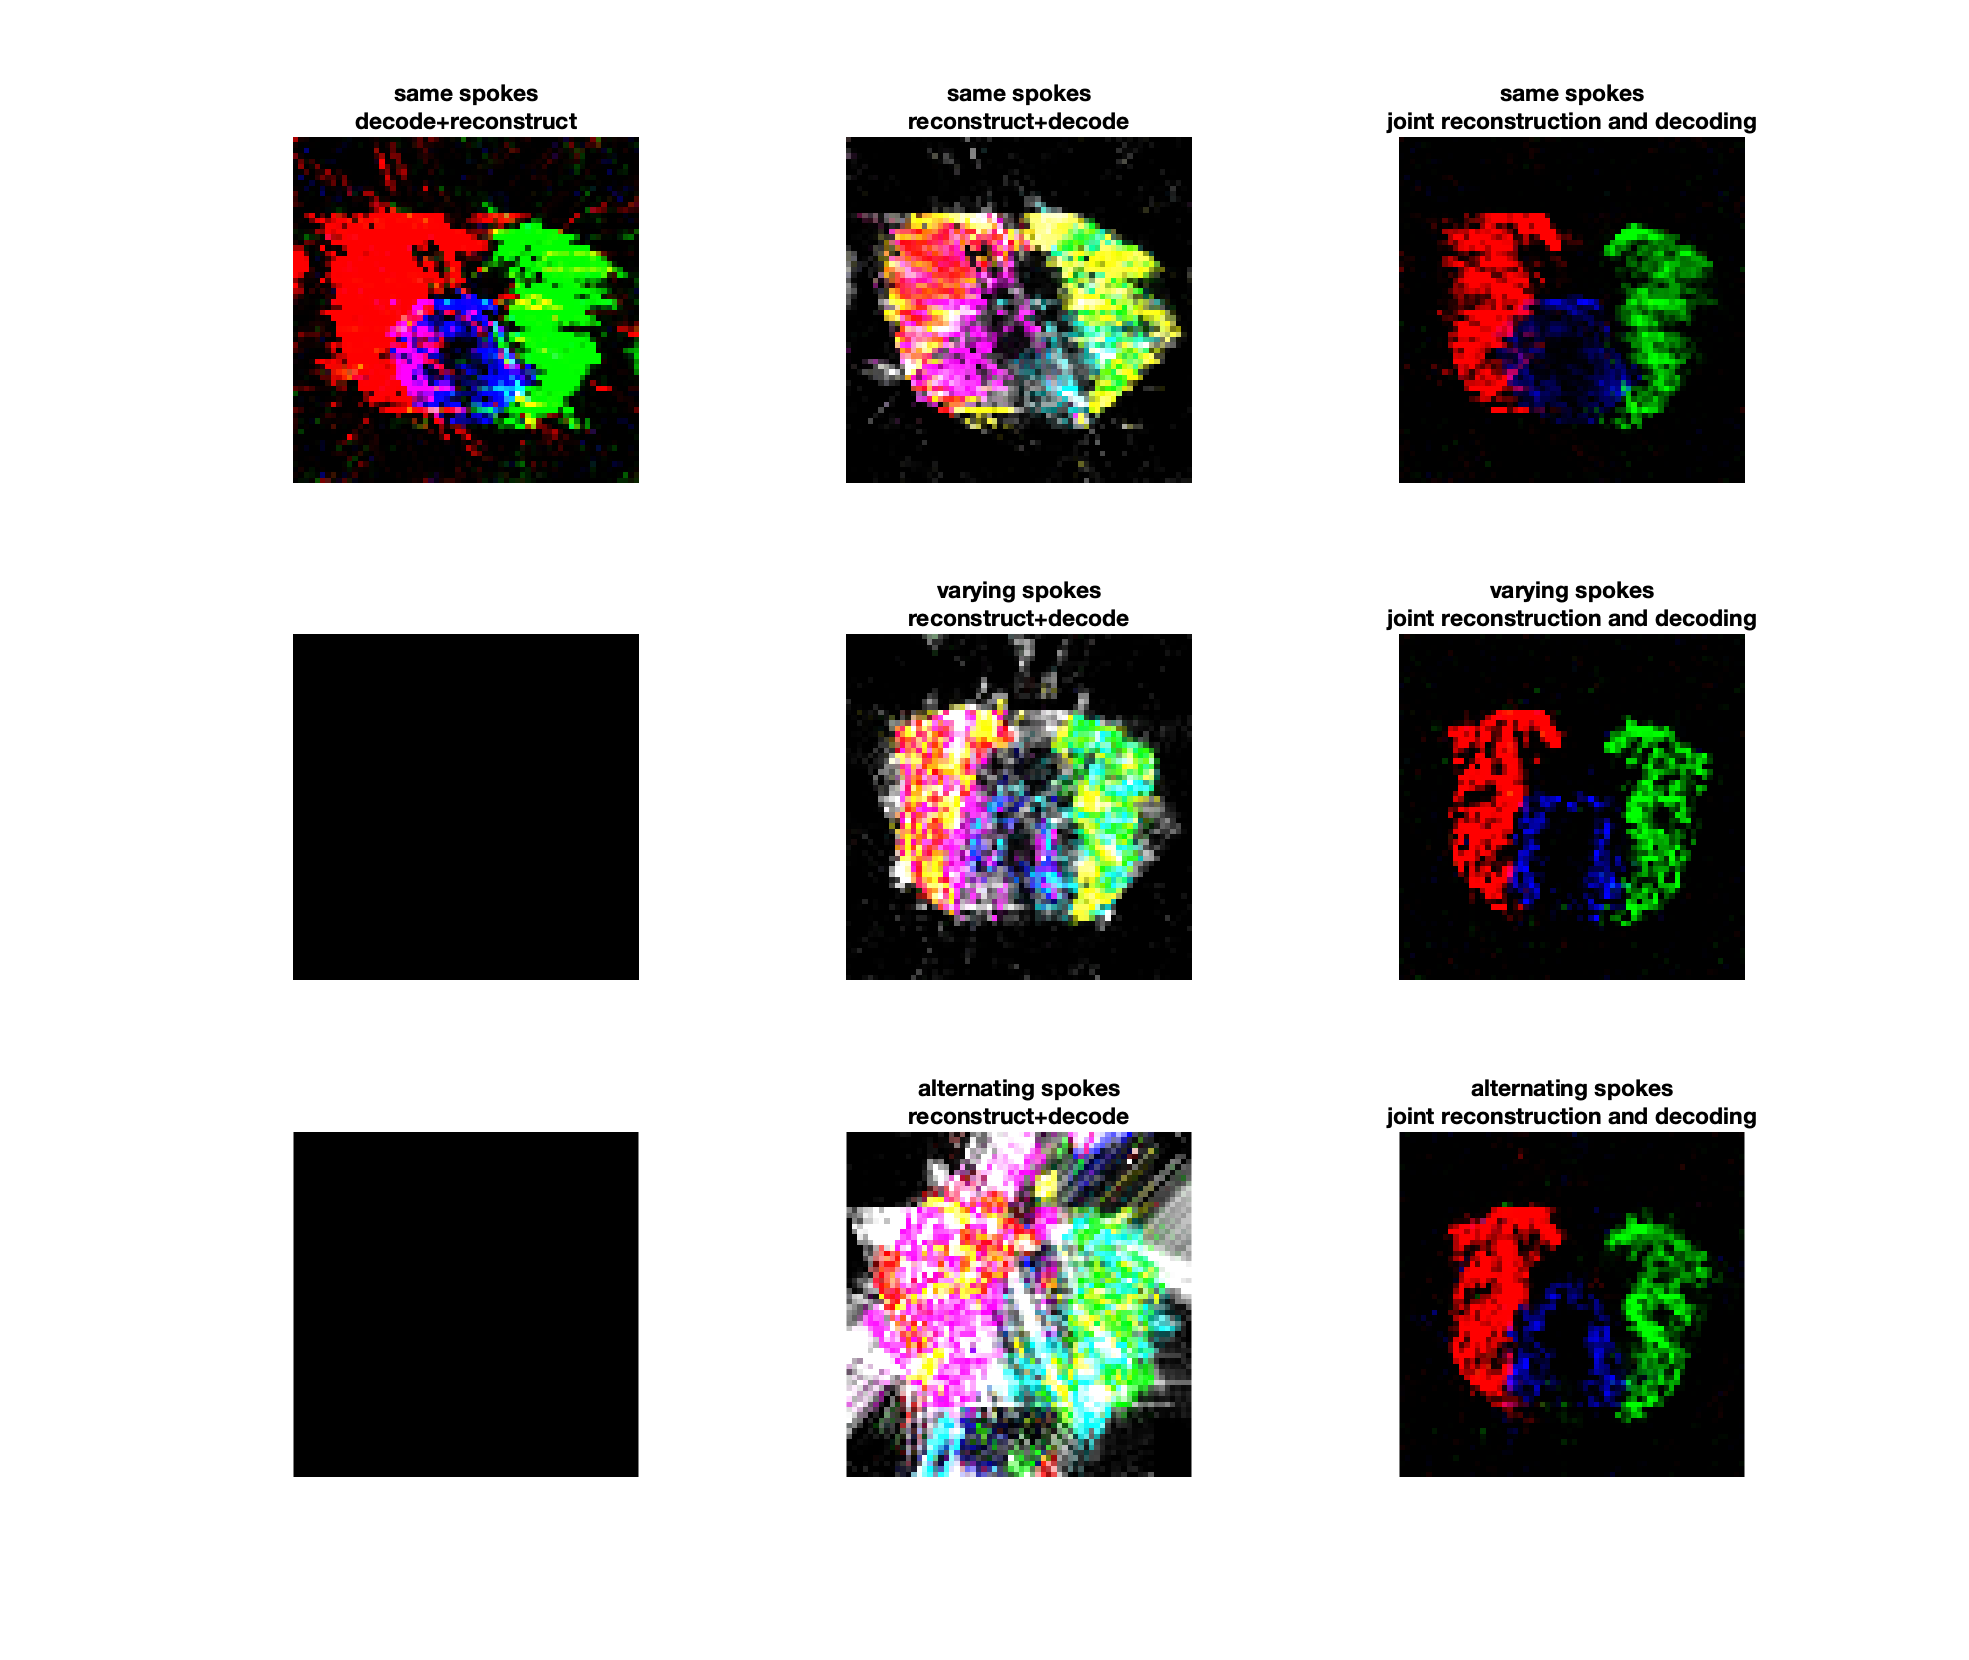 same spokes
decode+reconstruct
same spokes
reconstruct+decode
same spokes
joint reconstruction and decoding
varying spokes
reconstruct+decode
varying spokes
joint reconstruction and decoding
alternating spokes
reconstruct+decode
alternating spokes
joint reconstruction and decoding